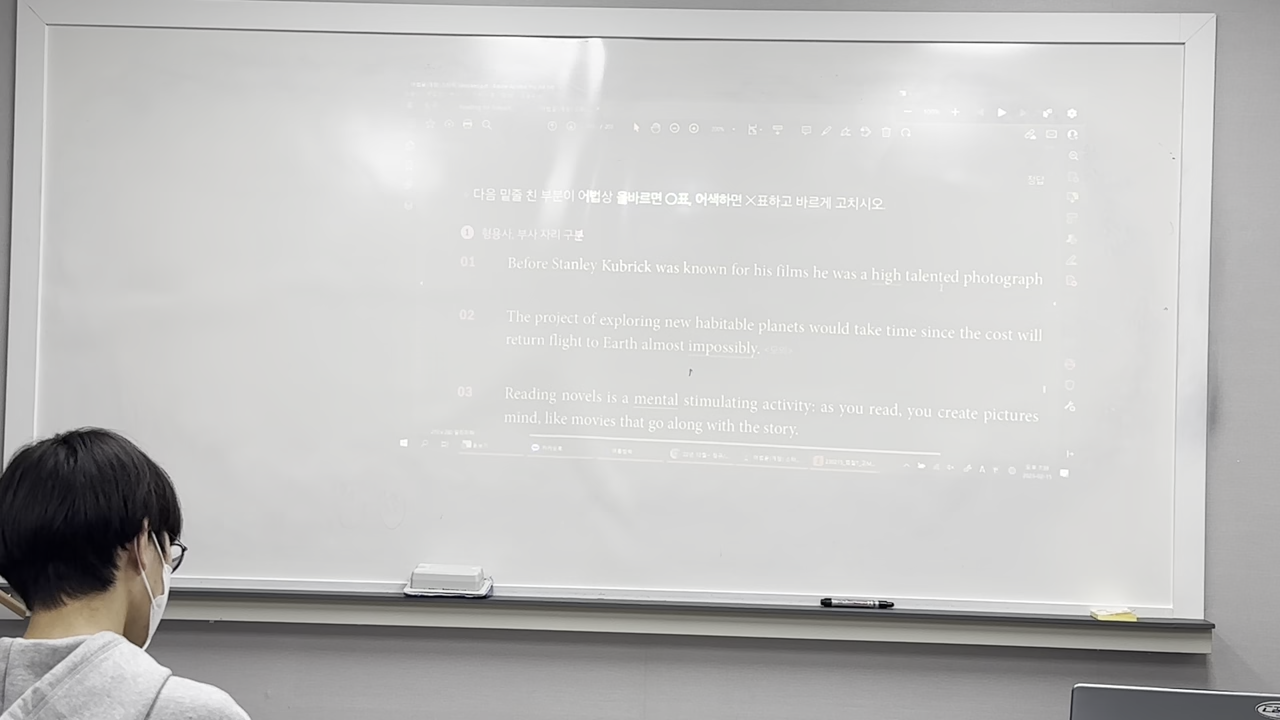 정답
다음 밑줄 친 부분이 어법상 올바르면 ○표, 어색하면 ×표하고 바르게 고치시오.
1 형용사, 부사 자리 구분
01 Before Stanley Kubrick was known for his films he was a high talented photograph
02 The project of exploring new habitable planets would take time since the cost will
return flight to Earth almost impossibly.
03 Reading novels is a mental stimulating activity: as you read, you create pictures
mind, like movies that go along with the story.